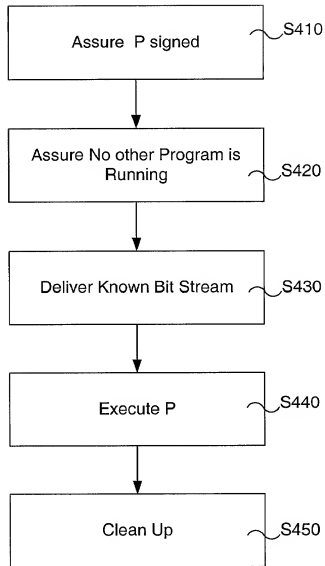 Assure P signed
S410
Assure No other Program is
Running
S420
Deliver Known Bit Stream
S430
Execute P
S440
Clean Up
S450